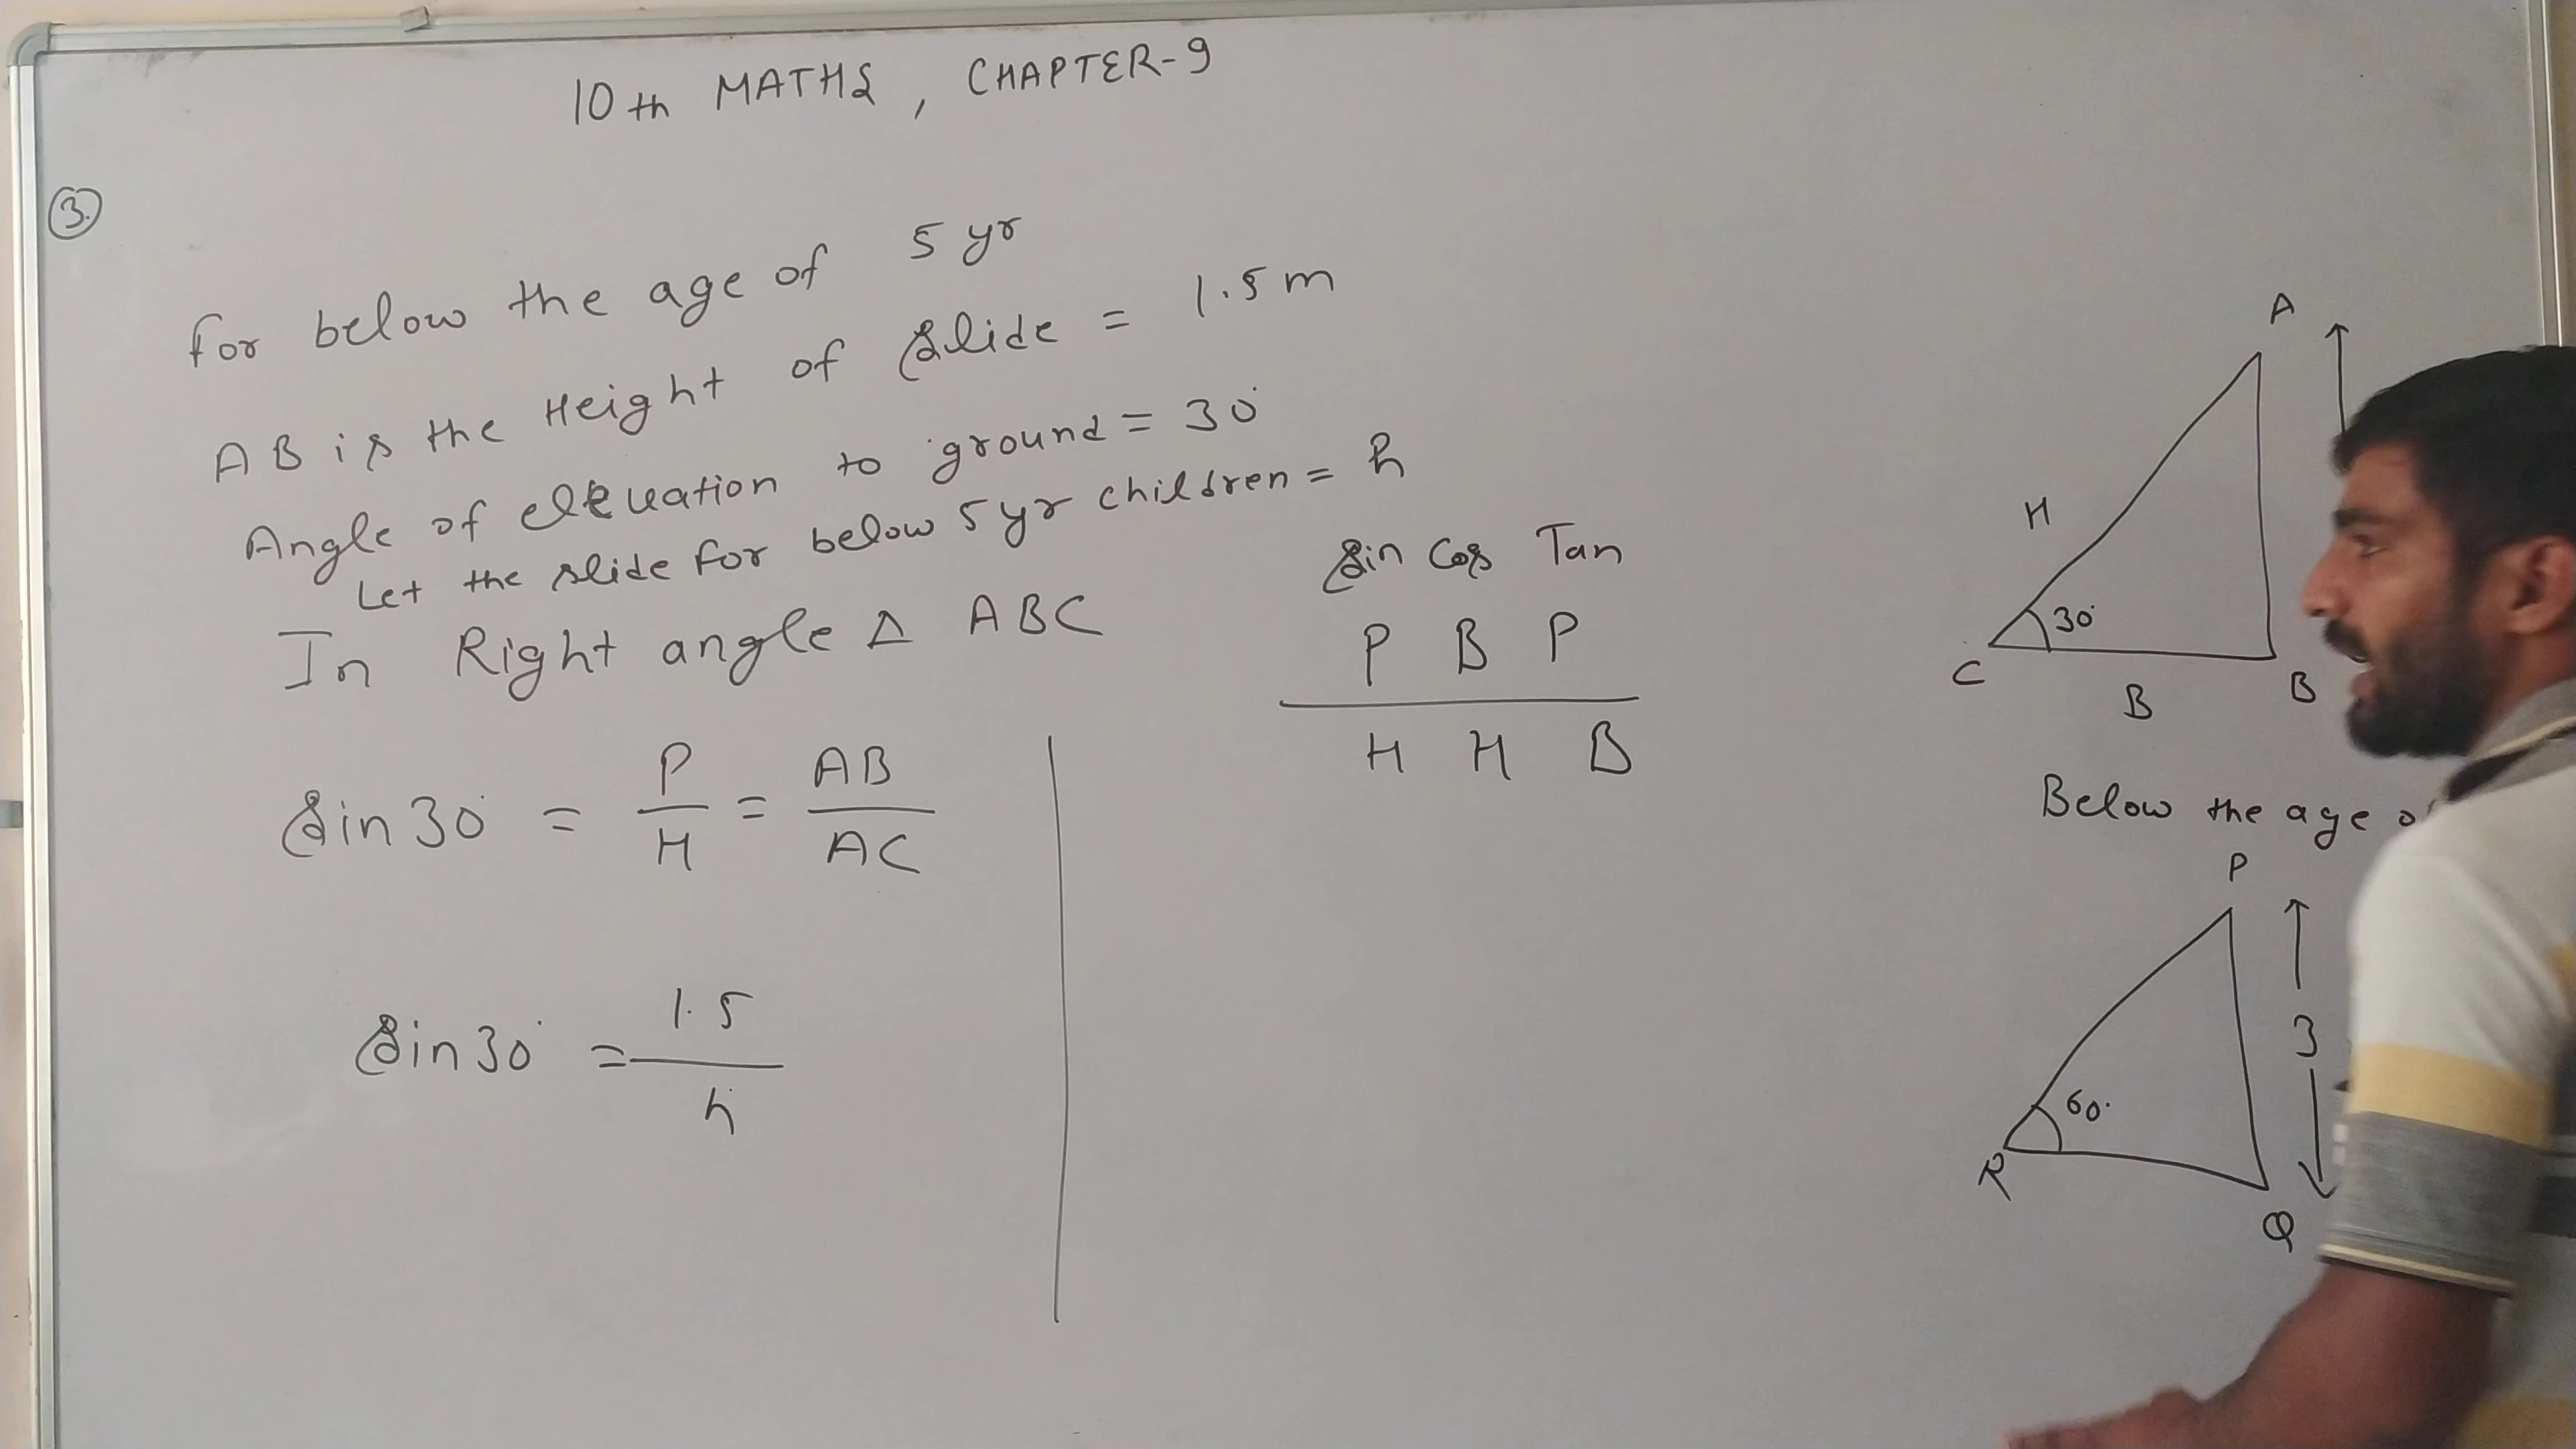 10th MATHS, CHAPTER-9
3.
For below the age of 5 yr
AB is the Height of Slide = 1.5 m
Angle of elevation to ground = 30°
Let the slide for below 5 yr children = h
In Right angle Δ ABC
Sin Cos Tan
P B P
H H B
Sin 30° = P/H = AB/AC
Sin 30° = 1.5/h
A
H
30°
C
B
B
Below the age
P
3
60°
R
Q